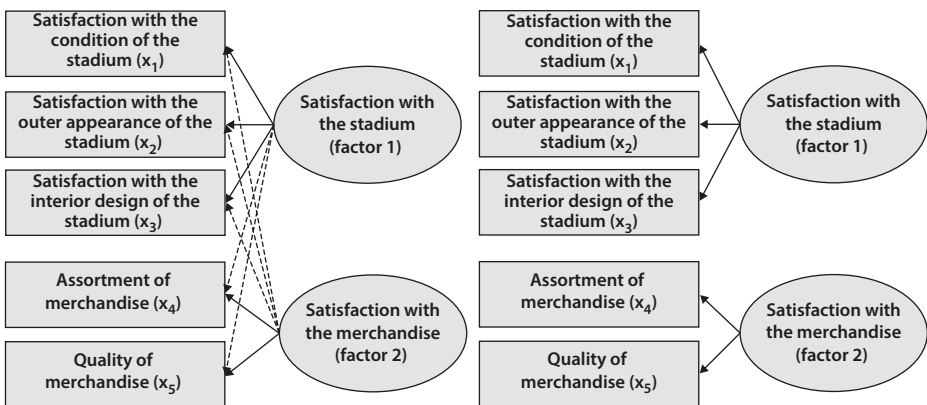 Satisfaction with the
condition of the
stadium (x₁)
Satisfaction with the
outer appearance of the
stadium (x₂)
Satisfaction with the
interior design of the
stadium (x₃)
Assortment of
merchandise (x₄)
Quality of
merchandise (x₅)
Satisfaction with
the stadium
(factor 1)
Satisfaction with
the merchandise
(factor 2)
Satisfaction with the
condition of the
stadium (x₁)
Satisfaction with the
outer appearance of the
stadium (x₂)
Satisfaction with the
interior design of the
stadium (x₃)
Assortment of
merchandise (x₄)
Quality of
merchandise (x₅)
Satisfaction with
the stadium
(factor 1)
Satisfaction with
the merchandise
(factor 2)